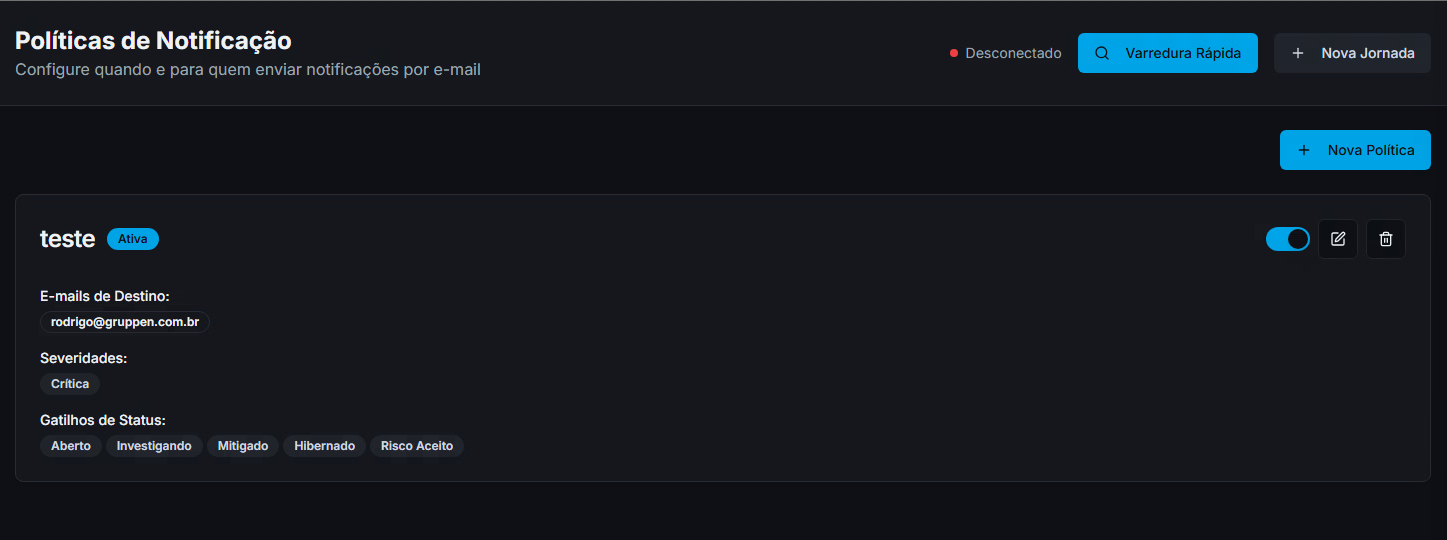 Políticas de Notificação
Configure quando e para quem enviar notificações por e-mail
Desconectado
Varredura Rápida
Nova Jornada
Nova Política
teste
Ativa
E-mails de Destino:
rodrigo@gruppen.com.br
Severidades:
Crítica
Gatilhos de Status:
Aberto Investigando Mitigado Hibernado Risco Aceito